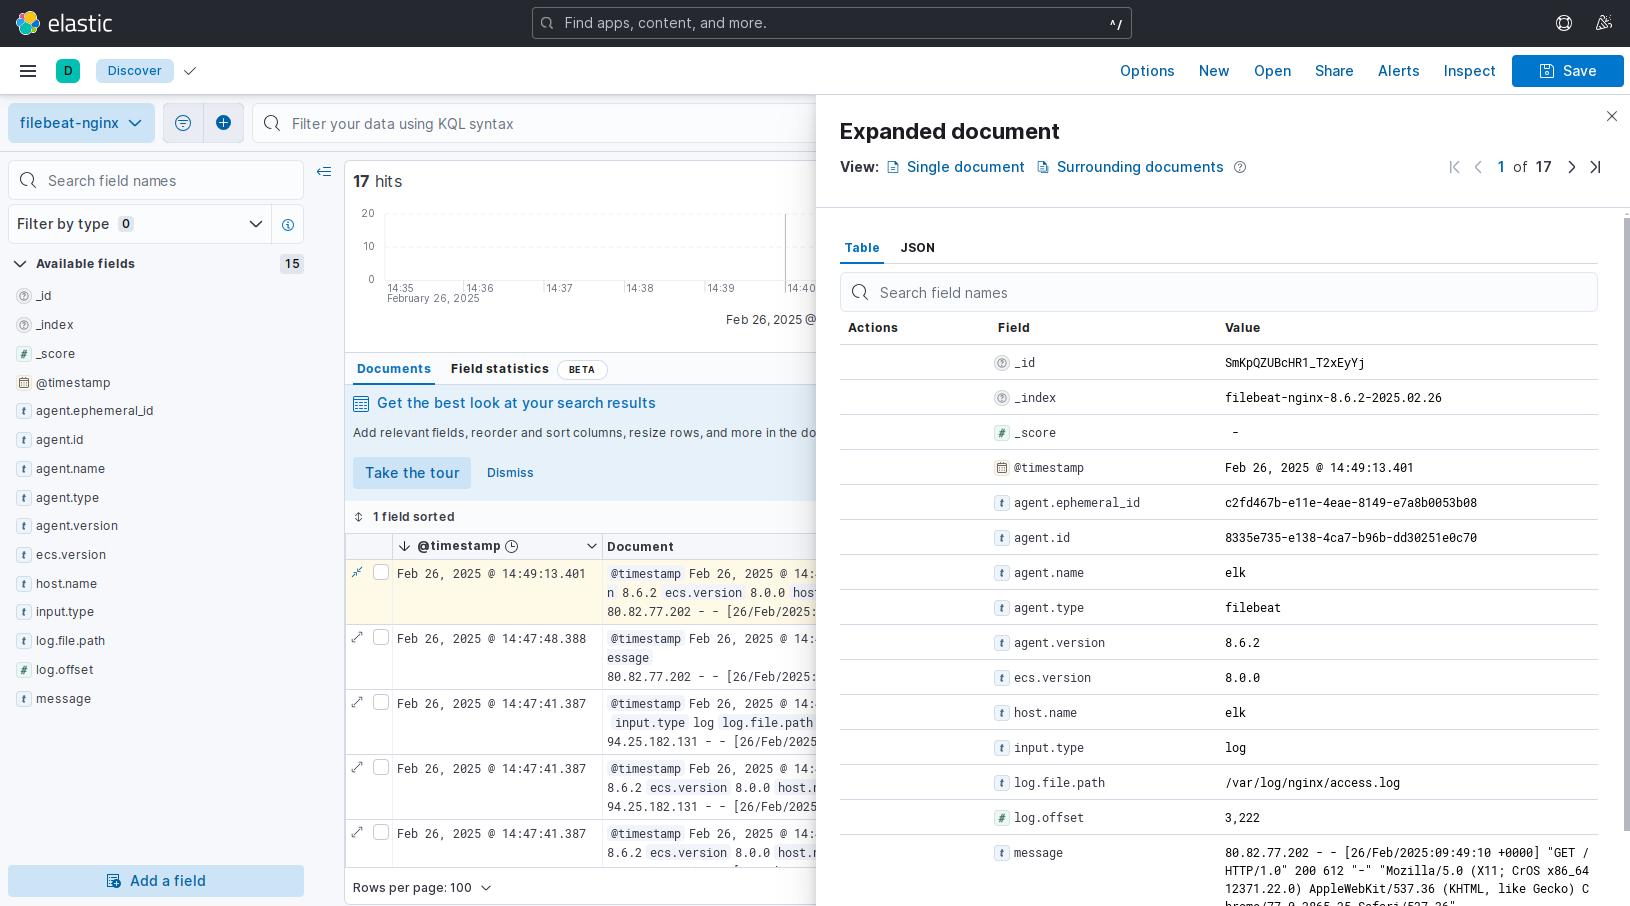 elastic
Find apps, content, and more.
^/
D
Discover
Options
New
Open
Share
Alerts
Inspect
Save
filebeat-nginx
Filter your data using KQL syntax
Search field names
Filter by type 0
Available fields
15
_id
_index
_score
@timestamp
agent.ephemeral_id
agent.id
agent.name
agent.type
agent.version
ecs.version
host.name
input.type
log.file.path
log.offset
message
Add a field
17 hits
20
10
0
14:35
14:36
14:37
14:38
14:39
14:40
February 26, 2025
Feb 26, 2025 @
Documents
Field statistics
BETA
Get the best look at your search results
Add relevant fields, reorder and sort columns, resize rows, and more in the do
Take the tour
Dismiss
1 field sorted
@timestamp
Document
Feb 26, 2025 @ 14:49:13.401
@timestamp Feb 26, 2025 @ 14:
n 8.6.2 ecs.version 8.0.0 hos
80.82.77.202 - - [26/Feb/2025:
Feb 26, 2025 @ 14:47:48.388
@timestamp Feb 26, 2025 @ 14:
essage
80.82.77.202 - - [26/Feb/2025:
Feb 26, 2025 @ 14:47:41.387
@timestamp Feb 26, 2025 @ 14:
input.type log log.file.path
94.25.182.131 - - [26/Feb/2025
Feb 26, 2025 @ 14:47:41.387
@timestamp Feb 26, 2025 @ 14:
8.6.2 ecs.version 8.0.0 host.
94.25.182.131 - - [26/Feb/2025
Feb 26, 2025 @ 14:47:41.387
@timestamp Feb 26, 2025 @ 14:
8.6.2 ecs.version 8.0.0 host.
Rows per page: 100
Expanded document
View: Single document Surrounding documents
1 of 17
Table
JSON
Search field names
Actions Field Value
_id SmKpQZUBcHR1_T2xEyYj
_index filebeat-nginx-8.6.2-2025.02.26
_score -
@timestamp Feb 26, 2025 @ 14:49:13.401
agent.ephemeral_id c2fd467b-e11e-4eae-8149-e7a8b0053b08
agent.id 8335e735-e138-4ca7-b96b-dd30251e0c70
agent.name elk
agent.type filebeat
agent.version 8.6.2
ecs.version 8.0.0
host.name elk
input.type log
log.file.path /var/log/nginx/access.log
log.offset 3,222
message 80.82.77.202 - - [26/Feb/2025:09:49:10 +0000] "GET /
HTTP/1.0" 200 612 "-" "Mozilla/5.0 (X11; CrOS x86_64
12371.22.0) AppleWebKit/537.36 (KHTML, like Gecko) C
hrome/77.0.3865.35 Safari/537.36"